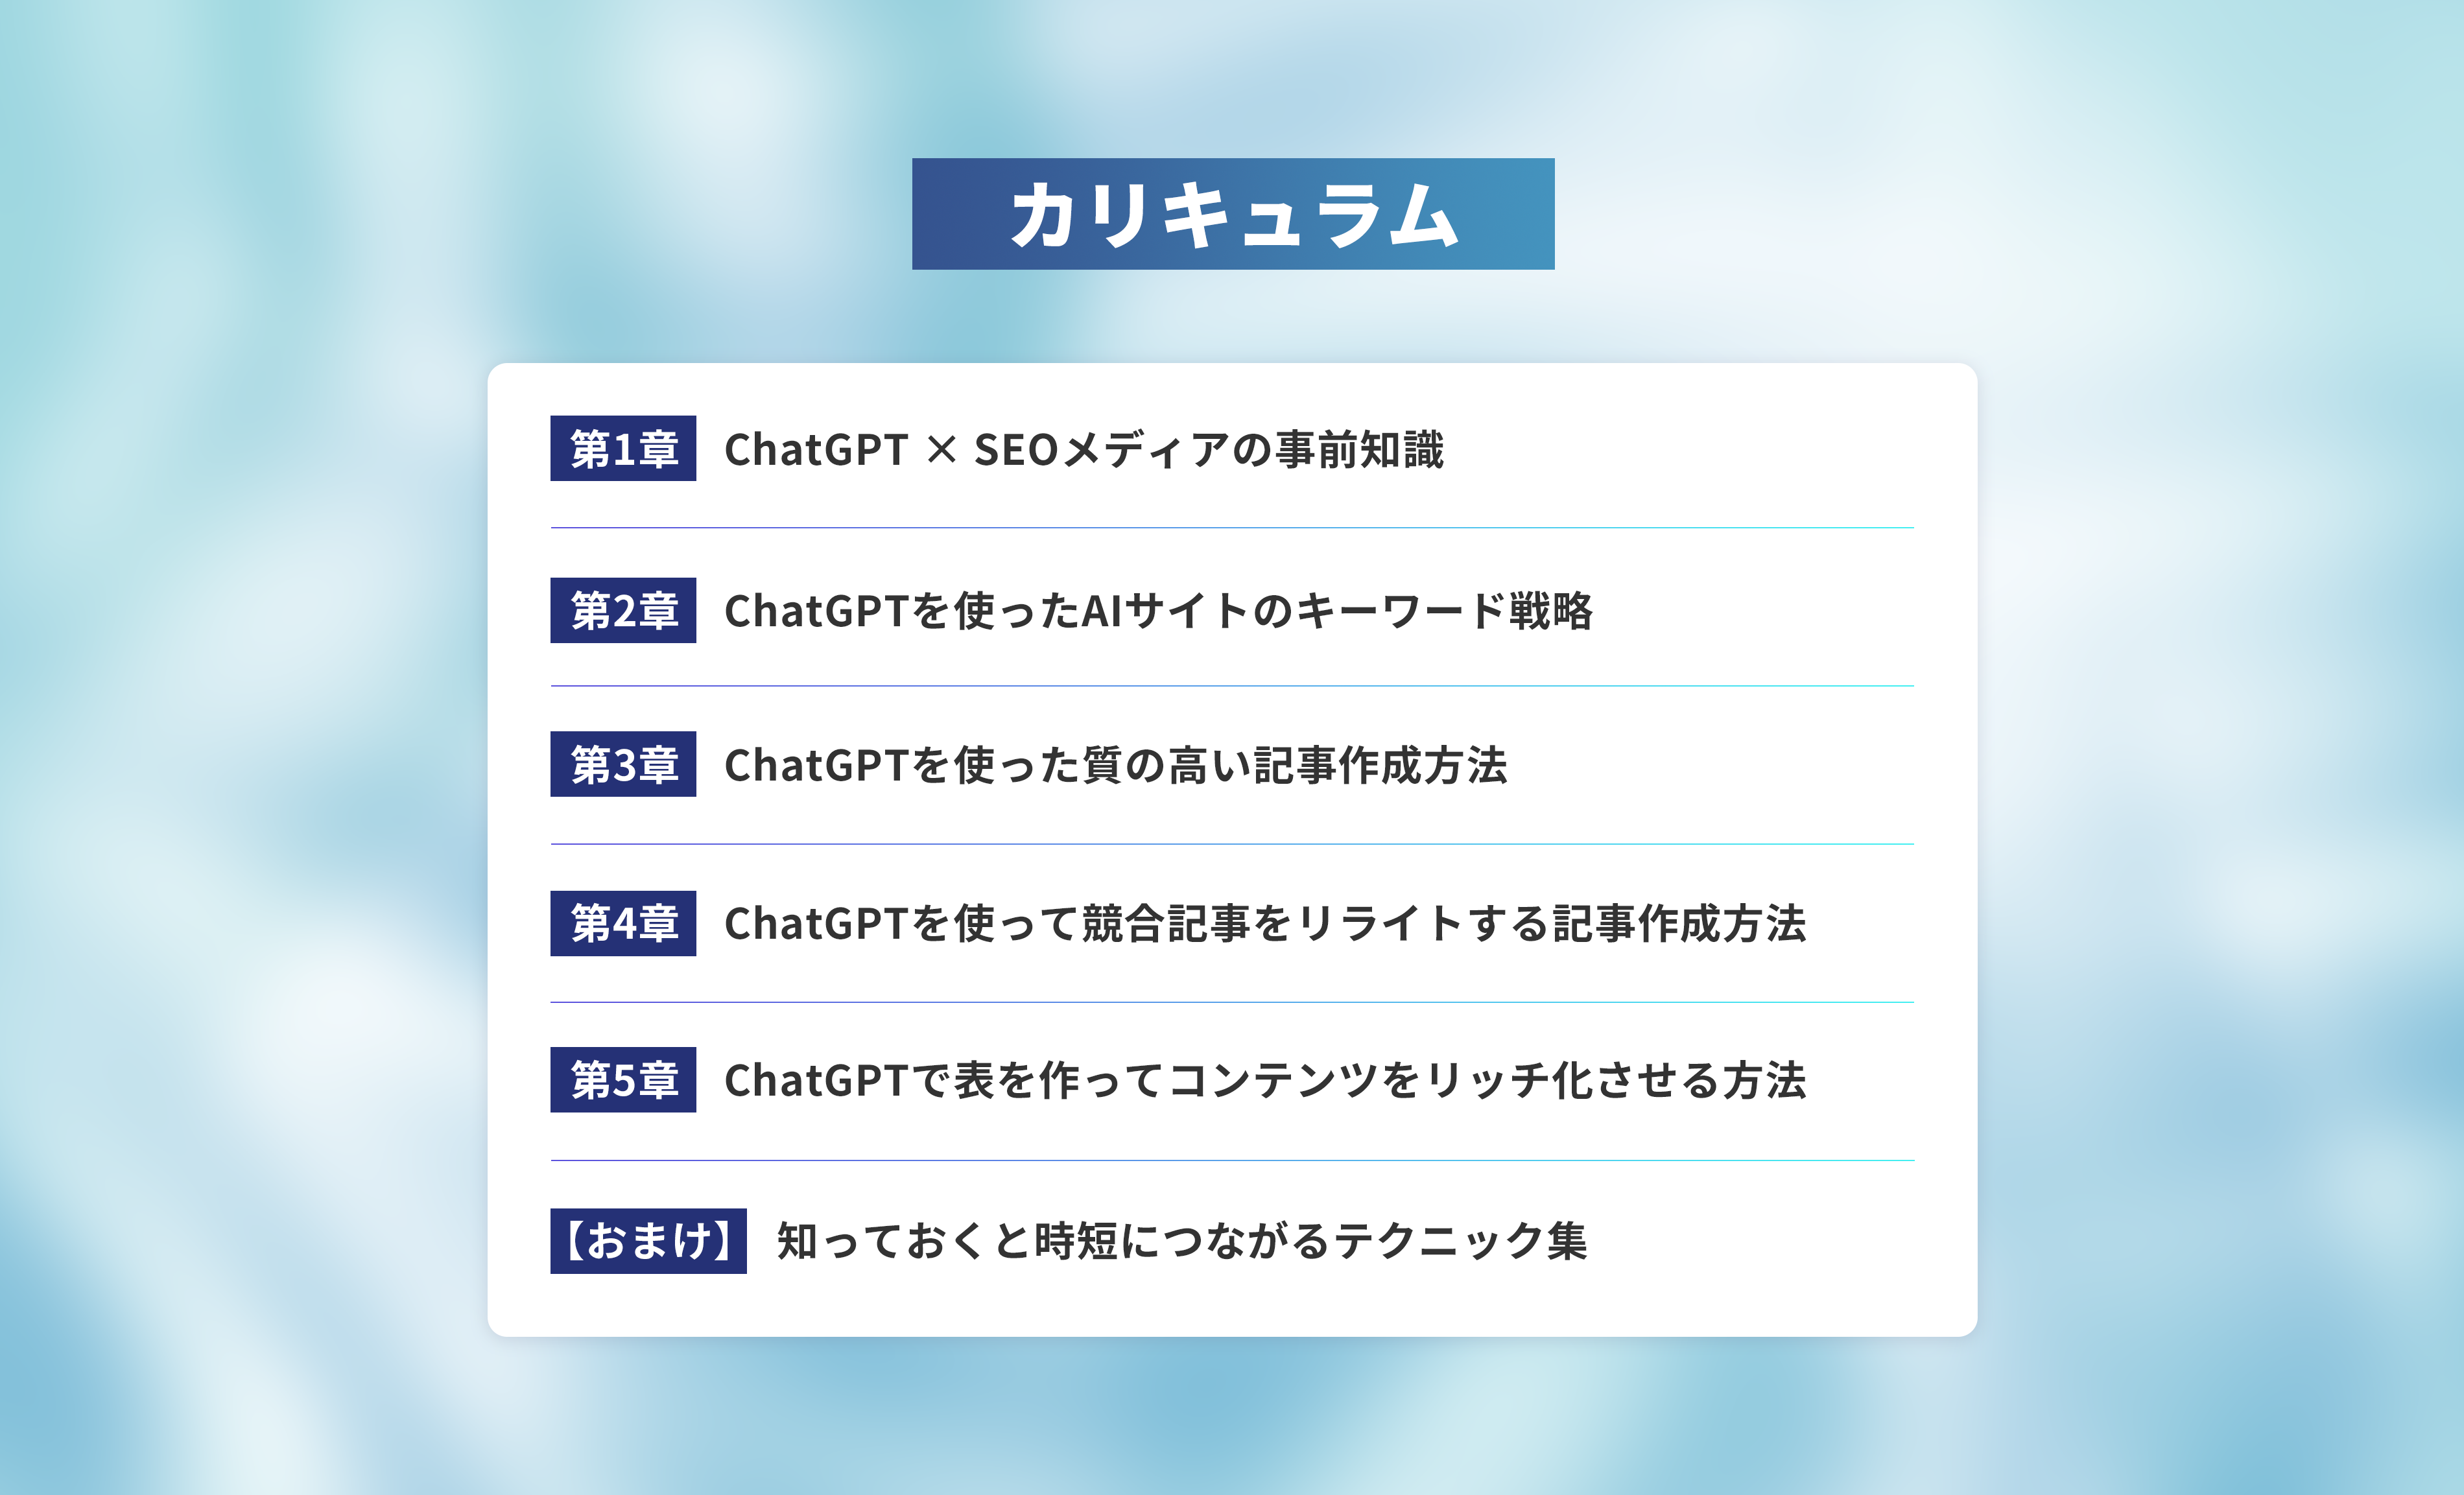 カリキュラム
第1章 ChatGPT × SEOメディアの事前知識
第2章 ChatGPTを使ったAIサイトのキーワード戦略
第3章 ChatGPTを使った質の高い記事作成方法
第4章 ChatGPTを使って競合記事をリライトする記事作成方法
第5章 ChatGPTで表を作ってコンテンツをリッチ化させる方法
【おまけ】 知っておくと時短につながるテクニック集